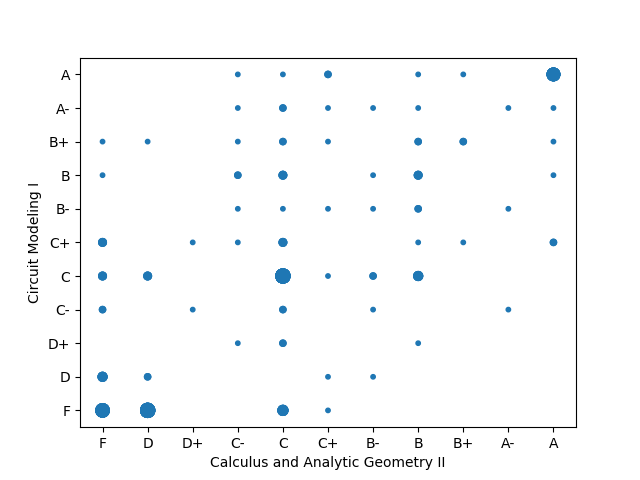 A
A-
B+
B
B-
C+
C
C-
D+
D
F
Circuit Modeling I
F D D+ C- C C+ B- B B+ A- A
Calculus and Analytic Geometry II